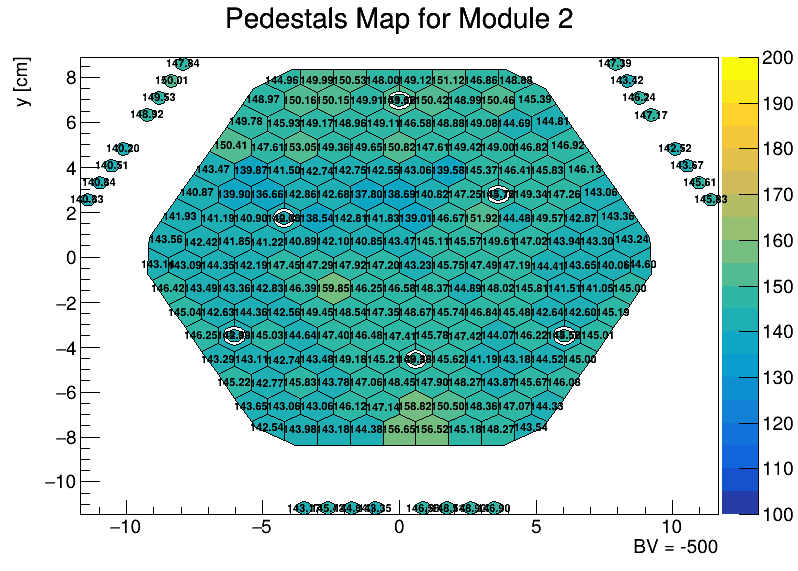 Pedestals Map for Module 2
y [cm]
147.84 147.39
150.01 143.42
149.53 146.24
148.92 147.17
140.20 142.52
140.51 143.67
140.84 145.61
140.83 145.83
144.96 149.99 150.53 148.00 149.12 151.12 146.86 148.88
148.97 150.16 150.15 149.91 150.42 148.99 150.46 145.39
149.78 145.93 149.17 148.96 149.11 146.58 148.88 149.08 144.69 144.81
150.41 147.61 153.05 149.36 149.65 150.82 147.61 149.42 149.00 146.82 146.92
143.47 139.87 141.50 142.74 142.75 142.55 143.06 139.58 145.37 146.41 145.83 146.13
140.87 139.90 136.66 142.86 142.68 137.80 138.69 140.82 147.25 149.34 147.26 143.06
141.93 141.19 140.90 138.54 142.81 141.83 139.01 146.67 151.92 144.48 149.57 142.87 143.36
143.56 142.42 141.85 141.22 140.89 142.10 140.85 143.47 145.11 145.57 149.61 147.02 143.94 143.30 143.24
143.09 144.35 142.19 147.45 147.29 147.92 147.20 143.23 145.75 147.49 147.19 144.41 143.65 140.06 144.60
146.42 143.49 143.36 142.83 146.39 159.85 146.25 146.58 148.37 144.89 148.02 145.81 141.51 141.05 145.00
145.04 142.63 144.56 142.56 149.45 148.54 147.35 148.67 146.54 147.42 144.94 142.60 145.19
146.25 145.03 144.64 147.40 146.48 147.41 145.78 147.42 144.07 146.22 145.01
143.29 143.11 142.74 143.48 149.18 145.21 145.62 141.19 143.18 144.52 145.00
145.22 142.77 145.83 143.78 147.06 148.45 147.90 148.27 143.87 145.67 146.08
143.65 143.06 143.06 146.12 147.14 158.82 150.50 148.36 147.07 144.33
142.54 143.98 143.18 144.38 156.65 156.52 145.18 148.27 143.54
143.35 146.90
8
6
4
2
0
−2
−4
−6
−8
−10
−10 −5 0 5 10
BV = -500
200
190
180
170
160
150
140
130
120
110
100